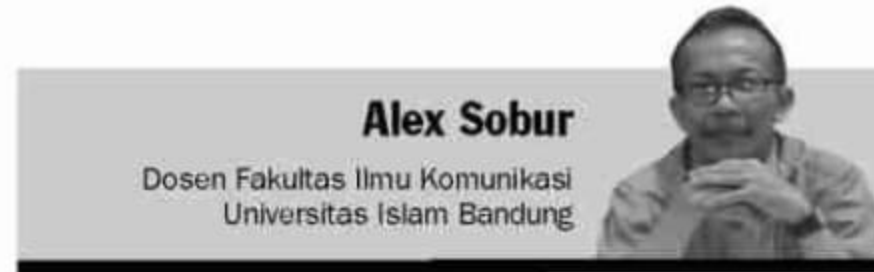 Alex Sobur
Dosen Fakultas Ilmu Komunikasi
Universitas Islam Bandung